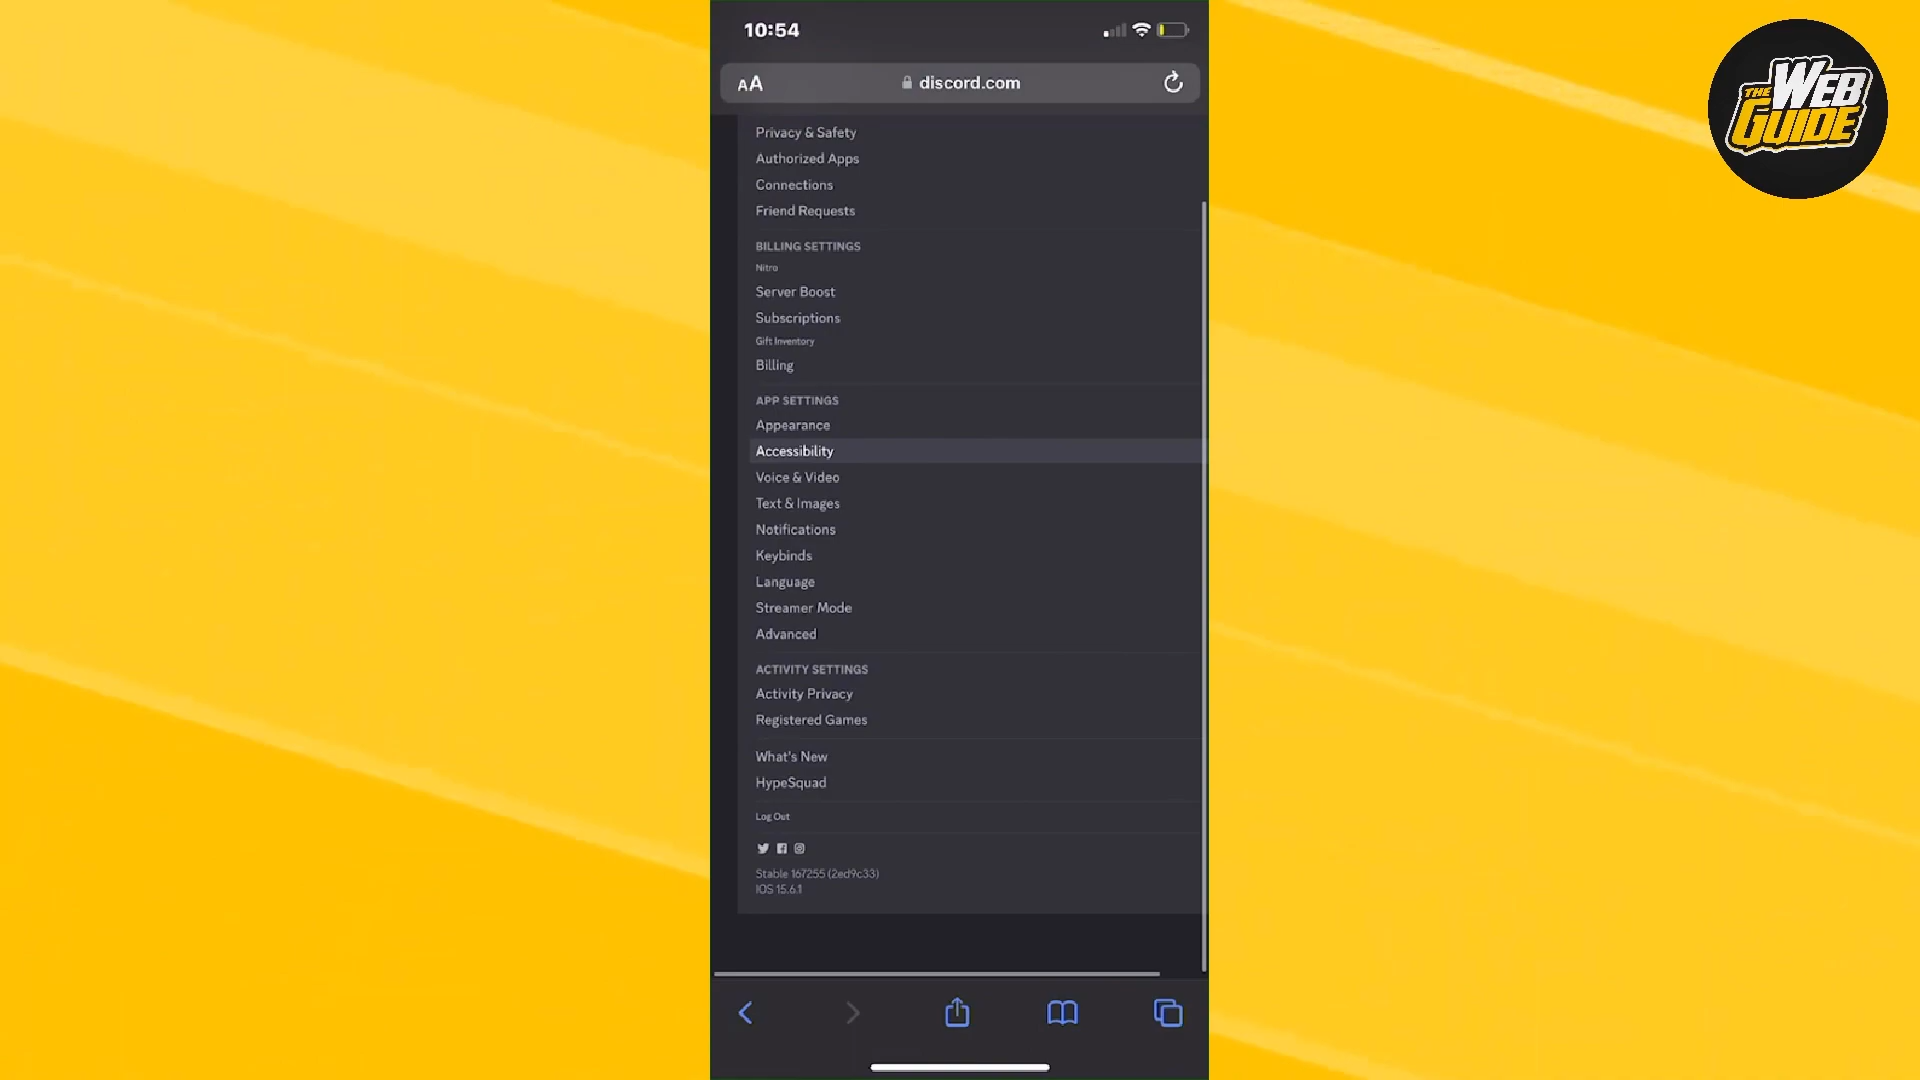 10:54
THE WEB GUIDE
AA
discord.com
Privacy & Safety
Authorized Apps
Connections
Friend Requests
BILLING SETTINGS
Nitro
Server Boost
Subscriptions
Gift Inventory
Billing
APP SETTINGS
Appearance
Accessibility
Voice & Video
Text & Images
Notifications
Keybinds
Language
Streamer Mode
Advanced
ACTIVITY SETTINGS
Activity Privacy
Registered Games
What's New
HypeSquad
Log Out
Stable 167255 (2ed9c33)
IOS 15.6.1